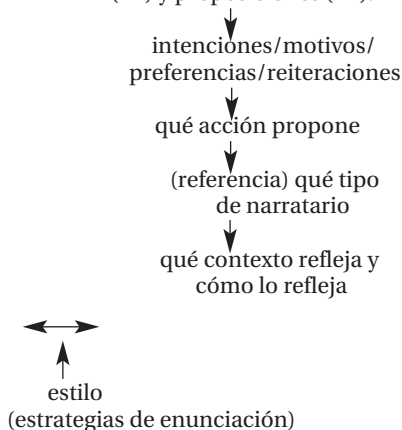 intenciones/motivos/
preferencias/reiteraciones
qué acción propone
(referencia) qué tipo
de narratario
qué contexto refleja y
cómo lo refleja
estilo
(estrategias de enunciación)